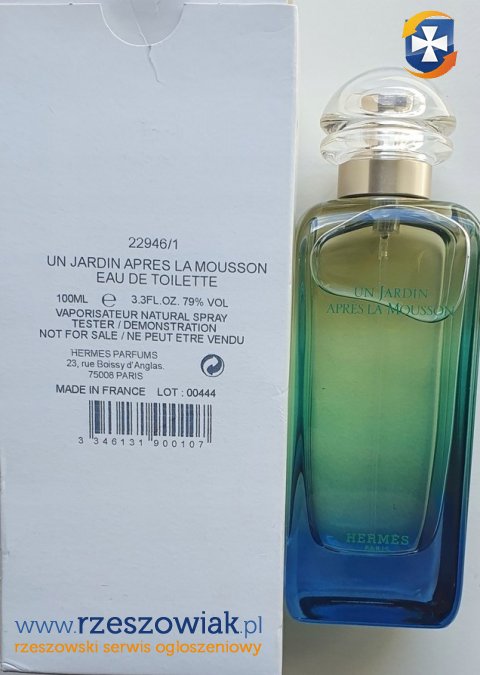 22946/1
UN JARDIN APRES LA MOUSSON
EAU DE TOILETTE
100ML e 3.3FL.OZ. 79% VOL
VAPORISATEUR NATURAL SPRAY
TESTER / DEMONSTRATION
NOT FOR SALE / NE PEUT ETRE VENDU
HERMES PARFUMS
23, rue Boissy d'Anglas.
75008 PARIS
MADE IN FRANCE LOT : 00444
3 346131 900107
UN JARDIN
APRÈS LA MOUSSON
HERMÈS
PARIS
www.rzeszowiak.pl
rzeszowski serwis ogłoszeniowy